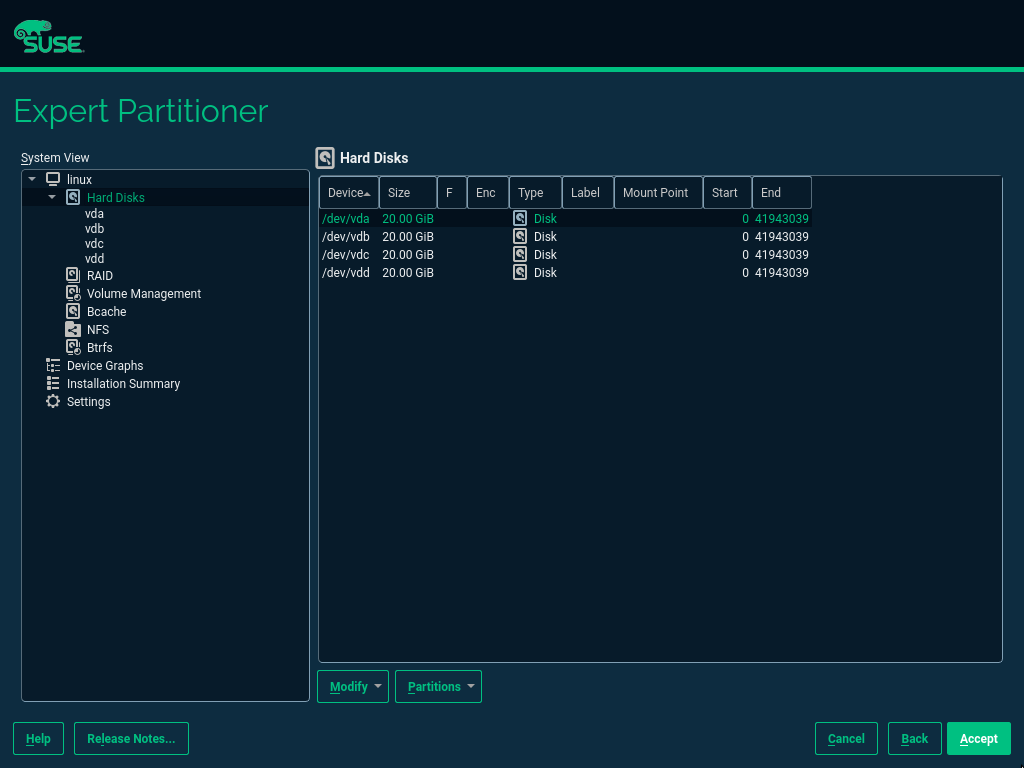 SUSE
Expert Partitioner
System View
linux
Hard Disks
vda
vdb
vdc
vdd
RAID
Volume Management
Bcache
NFS
Btrfs
Device Graphs
Installation Summary
Settings
Hard Disks
Device Size F Enc Type Label Mount Point Start End
/dev/vda 20.00 GiB Disk 0 41943039
/dev/vdb 20.00 GiB Disk 0 41943039
/dev/vdc 20.00 GiB Disk 0 41943039
/dev/vdd 20.00 GiB Disk 0 41943039
Modify Partitions
Help Release Notes... Cancel Back Accept